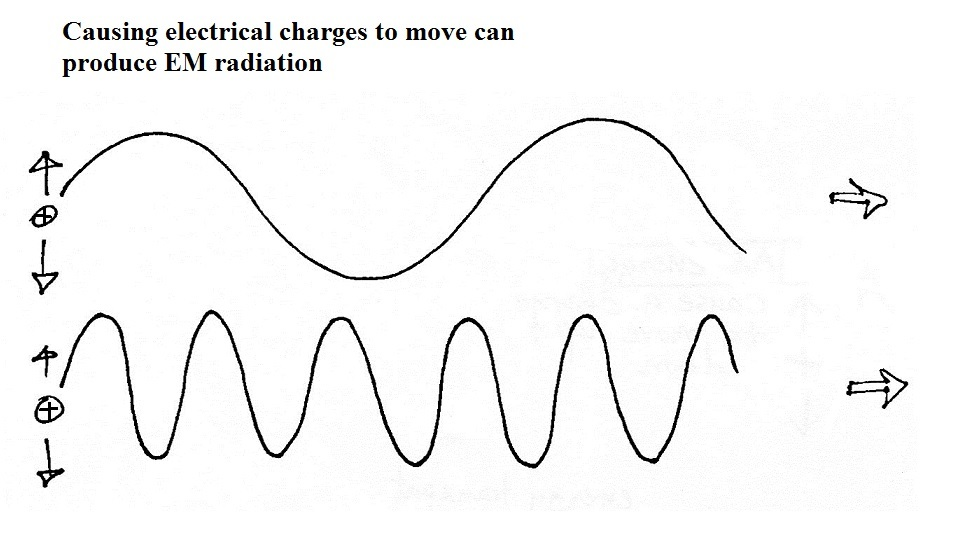 Causing electrical charges to move can
produce EM radiation